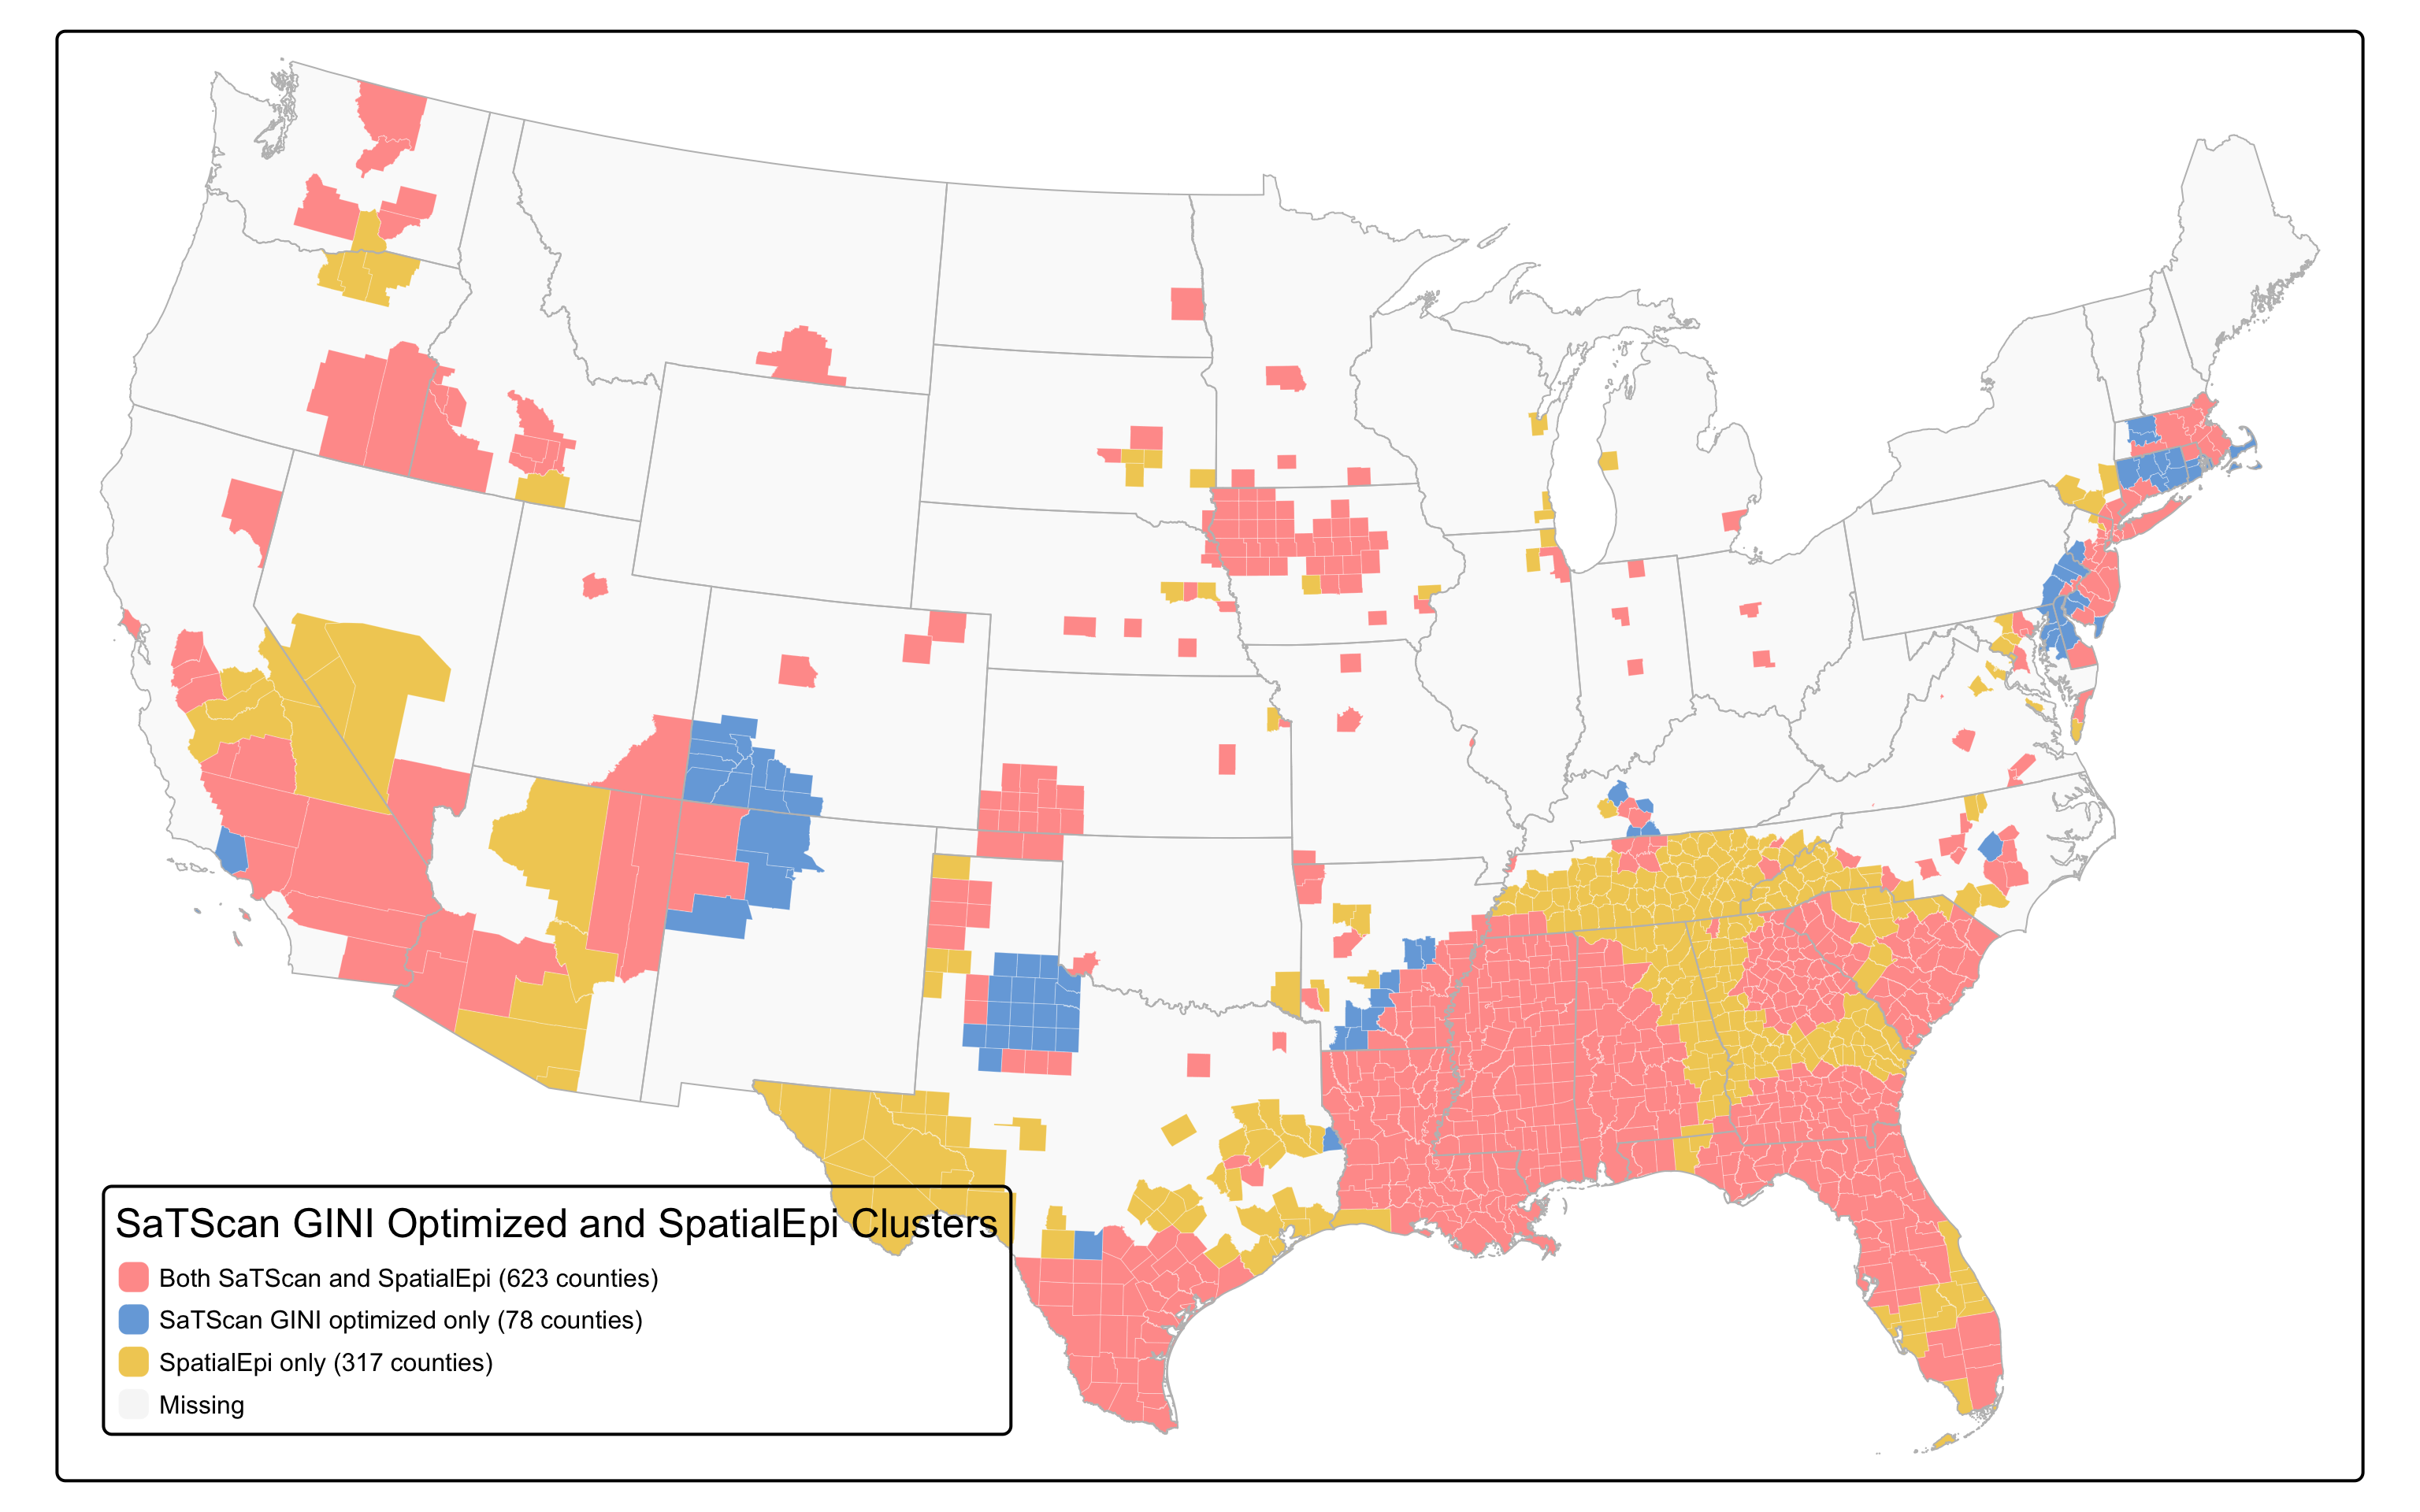 SaTScan GINI Optimized and SpatialEpi Clusters
Both SaTScan and SpatialEpi (623 counties)
SaTScan GINI optimized only (78 counties)
SpatialEpi only (317 counties)
Missing